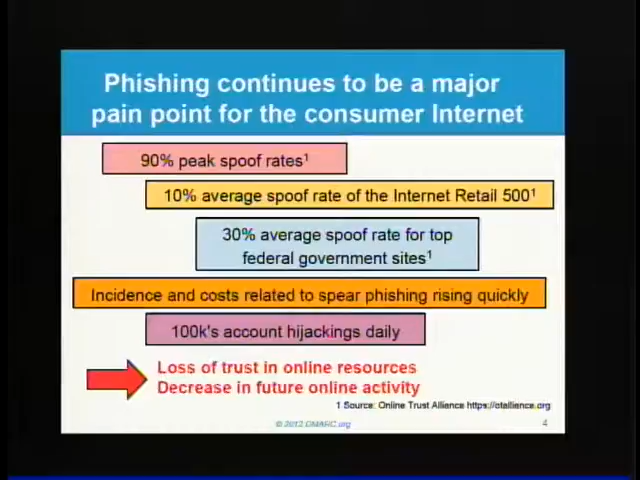 Phishing continues to be a major
pain point for the consumer Internet
90% peak spoof rates¹
10% average spoof rate of the Internet Retail 500¹
30% average spoof rate for top
federal government sites¹
Incidence and costs related to spear phishing rising quickly
100k's account hijackings daily
Loss of trust in online resources
Decrease in future online activity
1 Source: Online Trust Alliance https://otalliance.org
© 2012 DMARC.org
4